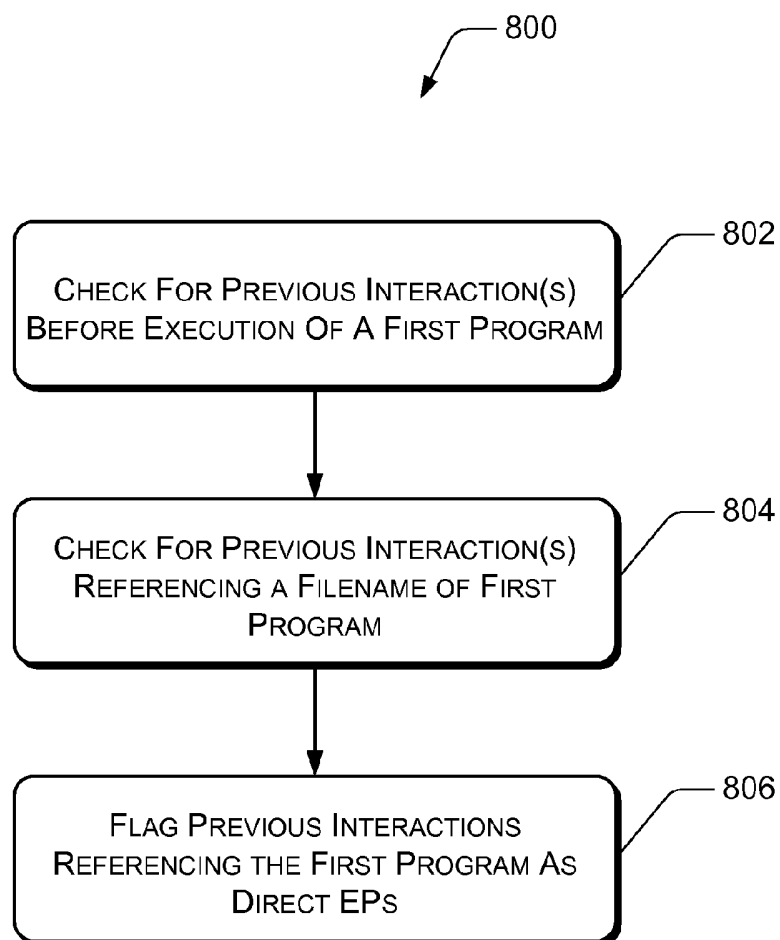 800
802
CHECK FOR PREVIOUS INTERACTION(S)
BEFORE EXECUTION OF A FIRST PROGRAM
804
CHECK FOR PREVIOUS INTERACTION(S)
REFERENCING A FILENAME OF FIRST
PROGRAM
806
FLAG PREVIOUS INTERACTIONS
REFERENCING THE FIRST PROGRAM AS
DIRECT EPS